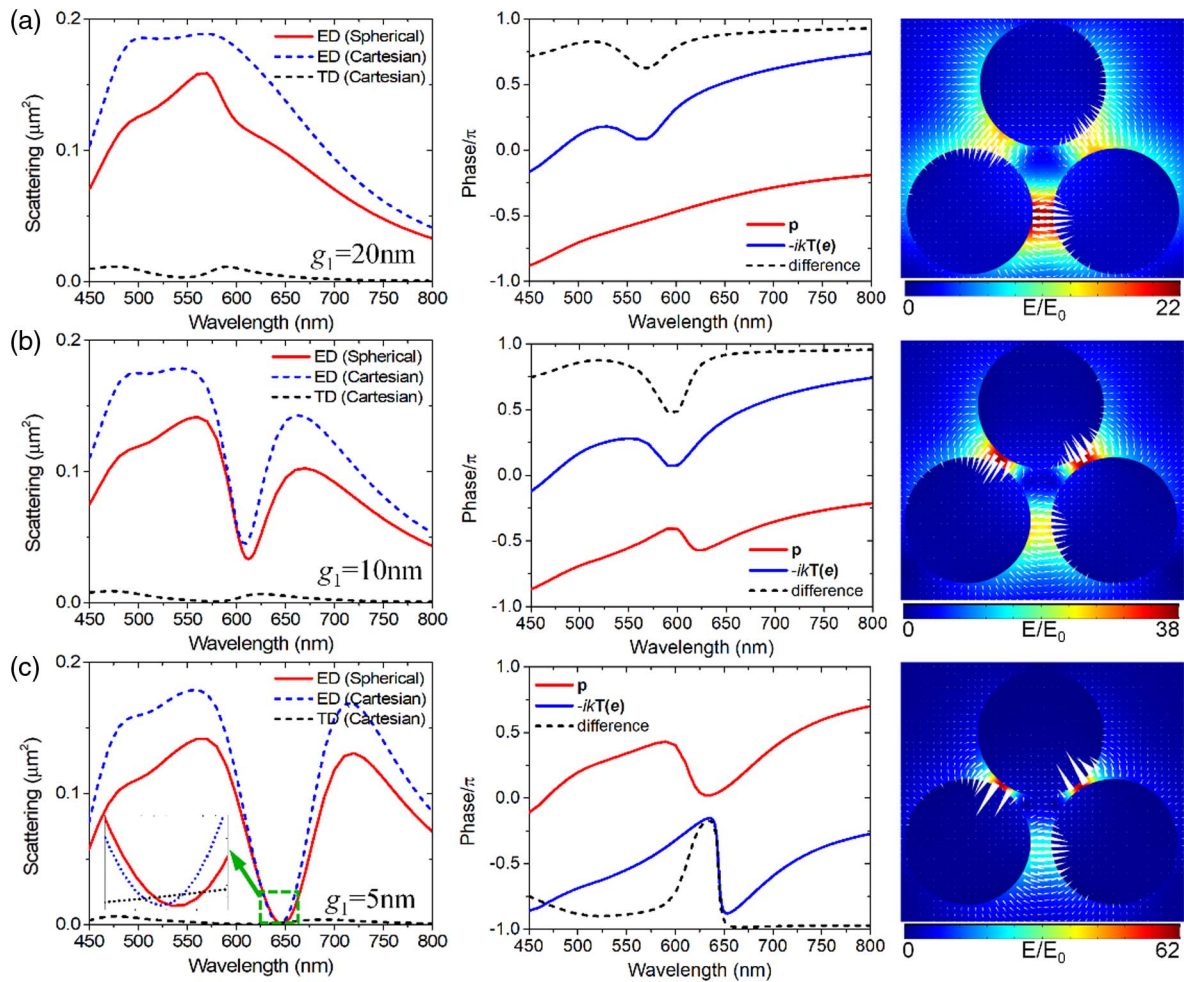 (a)
0.2
0.1
0.0
Scattering (μm²)
ED (Spherical)
ED (Cartesian)
TD (Cartesian)
g₁=20nm
450 500 550 600 650 700 750 800
Wavelength (nm)
1.0
0.5
0.0
-0.5
-1.0
Phase/π
p
-ikT(e)
difference
450 500 550 600 650 700 750 800
Wavelength (nm)
0 E/E₀ 22
(b)
0.2
0.1
0.0
Scattering (μm²)
ED (Spherical)
ED (Cartesian)
TD (Cartesian)
g₁=10nm
450 500 550 600 650 700 750 800
Wavelength (nm)
1.0
0.5
0.0
-0.5
-1.0
Phase/π
p
-ikT(e)
difference
450 500 550 600 650 700 750 800
Wavelength (nm)
0 E/E₀ 38
(c)
0.2
0.1
0.0
Scattering (μm²)
ED (Spherical)
ED (Cartesian)
TD (Cartesian)
g₁=5nm
450 500 550 600 650 700 750 800
Wavelength (nm)
1.0
0.5
0.0
-0.5
-1.0
Phase/π
p
-ikT(e)
difference
450 500 550 600 650 700 750 800
Wavelength (nm)
0 E/E₀ 62